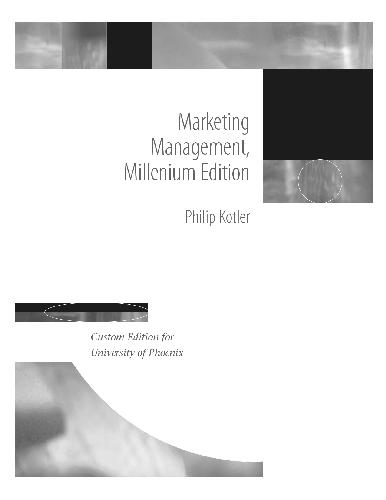 Marketing
Management,
Millenium Edition
Philip Kotler
Custom Edition for
University of Phoenix